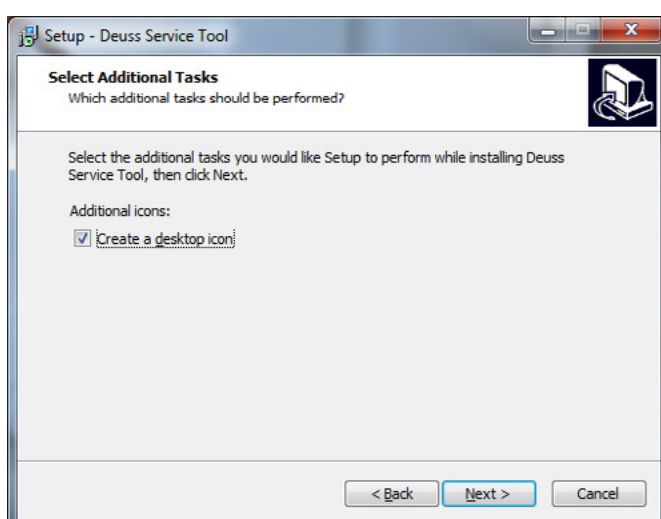 Setup - Deuss Service Tool
Select Additional Tasks
Which additional tasks should be performed?
Select the additional tasks you would like Setup to perform while installing Deuss
Service Tool, then click Next.
Additional icons:
Create a desktop icon
< Back
Next >
Cancel